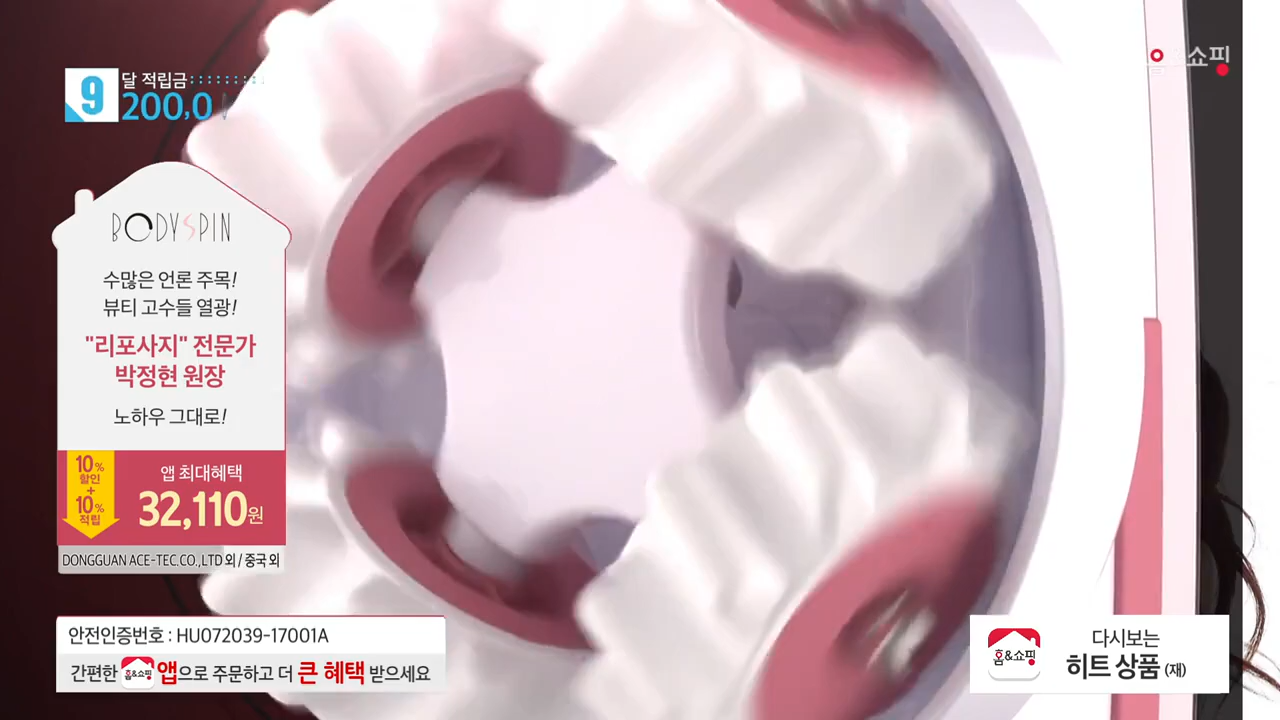 홈&쇼핑
9
달 적립금
200,0
BODYSPIN
수많은 언론 주목!
뷰티 고수들 열광!
"리포사지" 전문가
박정현 원장
노하우 그대로!
10%
할인
+
10%
적립
앱 최대혜택
32,110원
DONGGUAN ACE-TEC.CO.,LTD 외 / 중국 외
안전인증번호 : HU072039-17001A
간편한 홈&쇼핑 앱으로 주문하고 더 큰 혜택 받으세요
홈&쇼핑
다시보는
히트 상품 (재)